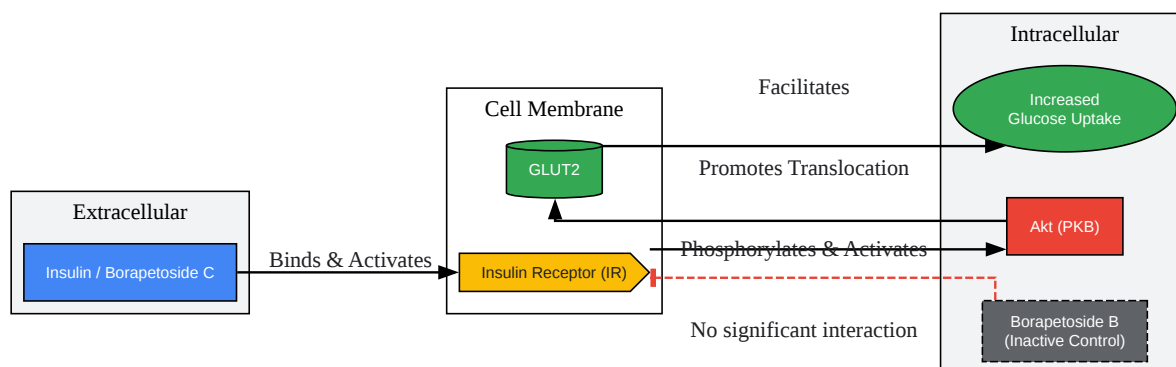 Intracellular
Facilitates
Increased
Glucose Uptake
Cell Membrane
GLUT2
Promotes Translocation
Extracellular
Akt (PKB)
Phosphorylates & Activates
Insulin / Borapetoside C
Binds & Activates
Insulin Receptor (IR)
No significant interaction
Borapetoside B
(Inactive Control)